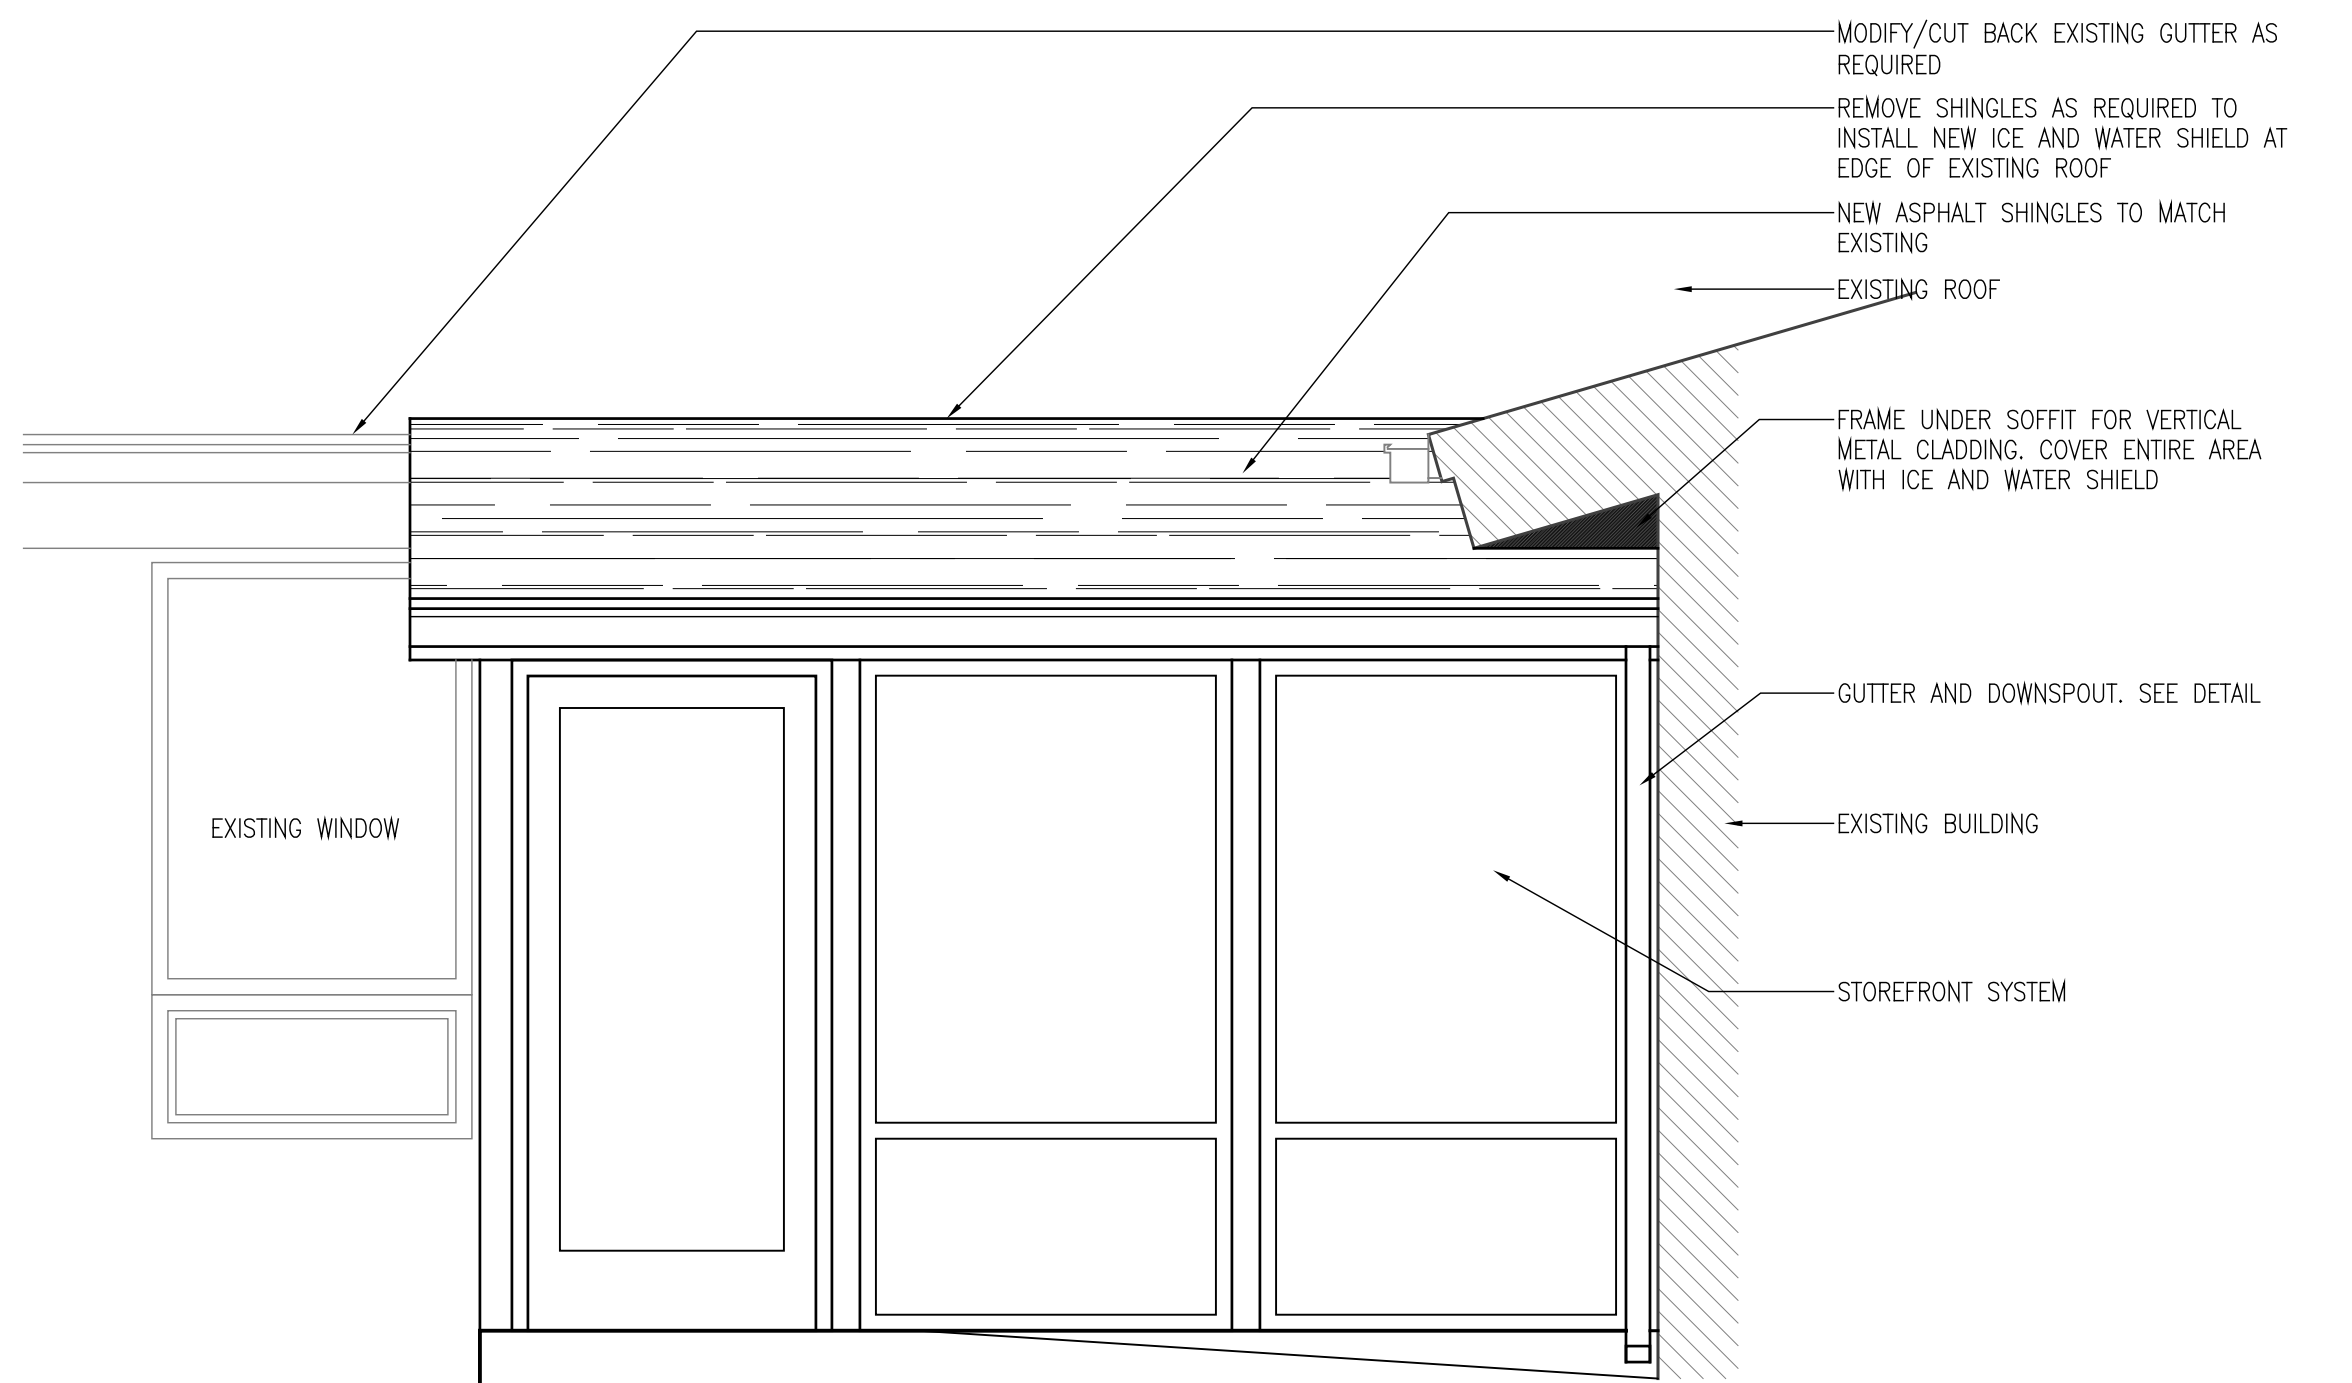 MODIFY/CUT BACK EXISTING GUTTER AS
REQUIRED
REMOVE SHINGLES AS REQUIRED TO
INSTALL NEW ICE AND WATER SHIELD AT
EDGE OF EXISTING ROOF
NEW ASPHALT SHINGLES TO MATCH
EXISTING
EXISTING ROOF
FRAME UNDER SOFFIT FOR VERTICAL
METAL CLADDING. COVER ENTIRE AREA
WITH ICE AND WATER SHIELD
GUTTER AND DOWNSPOUT. SEE DETAIL
EXISTING WINDOW
EXISTING BUILDING
STOREFRONT SYSTEM